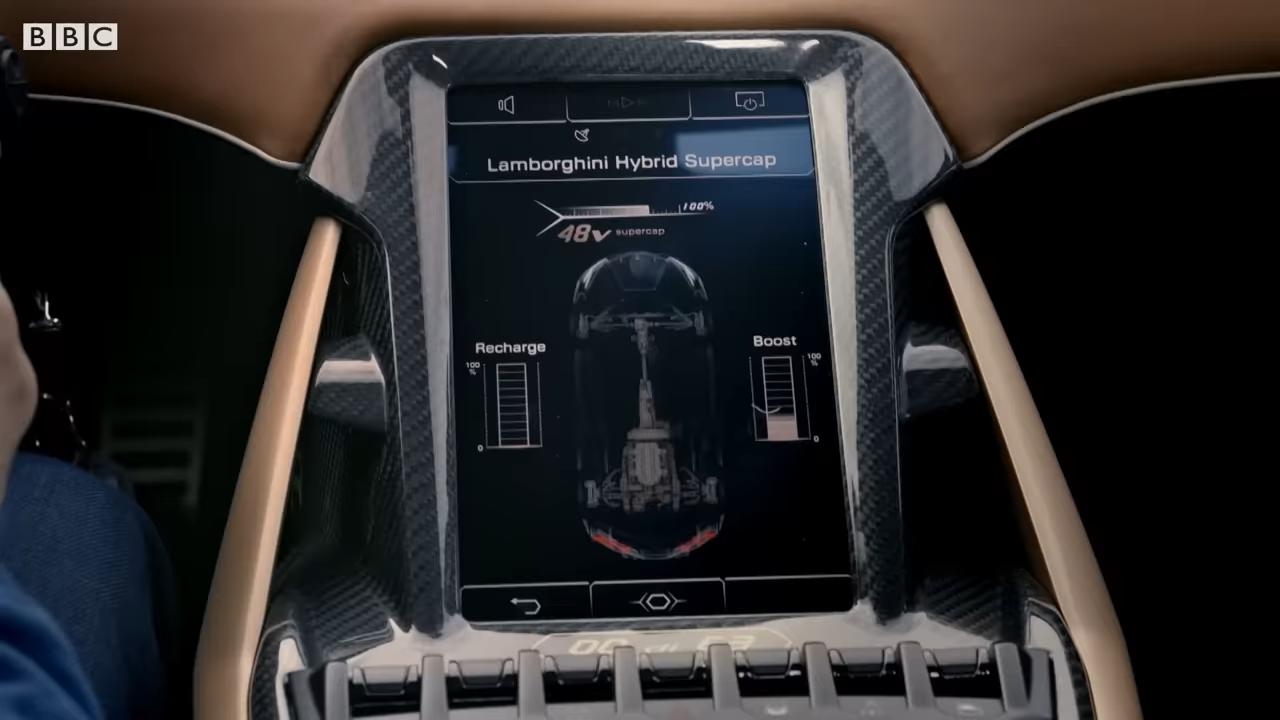 BBC
Lamborghini Hybrid Supercap
100%
48v supercap
Recharge
100 %
0
Boost
100 %
0